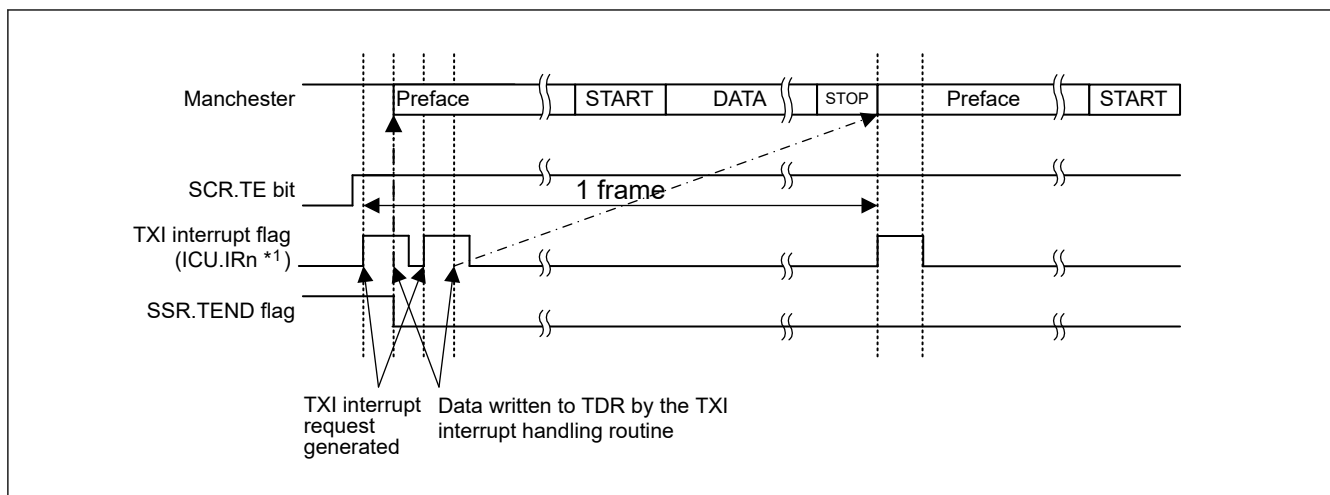 Manchester Preface START DATA STOP Preface START
SCR.TE bit
1 frame
TXI interrupt flag
(ICU.IRn *1)
SSR.TEND flag
TXI interrupt
request
generated
Data written to TDR by the TXI
interrupt handling routine